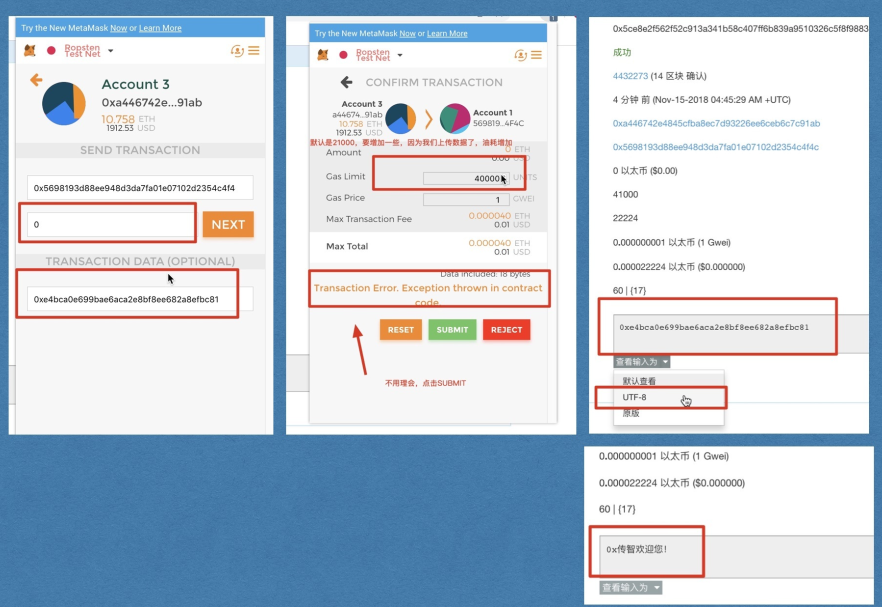 Try the New MetaMask Now or Learn More
Ropsten
Test Net
Account 3
0xa446742e...91ab
10.758 ETH
1912.53 USD
SEND TRANSACTION
0x5698193d88ee948d3da7fa01e07102d2354c4f4
0
NEXT
TRANSACTION DATA (OPTIONAL)
0xe4bca0e699bae6aca2e8bf8ee682a8efbc81
Try the New MetaMask Now or Learn More
Ropsten
Test Net
CONFIRM TRANSACTION
Account 3
a44674...91ab
10.758 ETH
1912.53 USD
Account 1
569819...4F4C
默认是21000，要增加一些，因为我们上传数据了，油耗增加
Amount
0 ETH
0.00 USD
Gas Limit
40000
UNITS
Gas Price
1
GWEI
Max Transaction Fee
0.000040 ETH
0.01 USD
Max Total
0.000040 ETH
0.01 USD
Data included: 18 bytes
Transaction Error. Exception thrown in contract
code.
RESET
SUBMIT
REJECT
不用理会，点击SUBMIT
0x5ce8e2f562f52c913a341b58c407ff6b839a9510326c5f8f9883
成功
4432273 (14 区块 确认)
4 分钟 前 (Nov-15-2018 04:45:29 AM +UTC)
0xa446742e4845cfba8ec7d93226ee6ceb6c7c91ab
0x5698193d88ee948d3da7fa01e07102d2354c4f4c
0 以太币 ($0.00)
41000
22224
0.000000001 以太币 (1 Gwei)
0.000022224 以太币 ($0.000000)
60 | {17}
0xe4bca0e699bae6aca2e8bf8ee682a8efbc81
查看输入为
默认查看
UTF-8
原版
0.000000001 以太币 (1 Gwei)
0.000022224 以太币 ($0.000000)
60 | {17}
0x传智欢迎您！
查看输入为